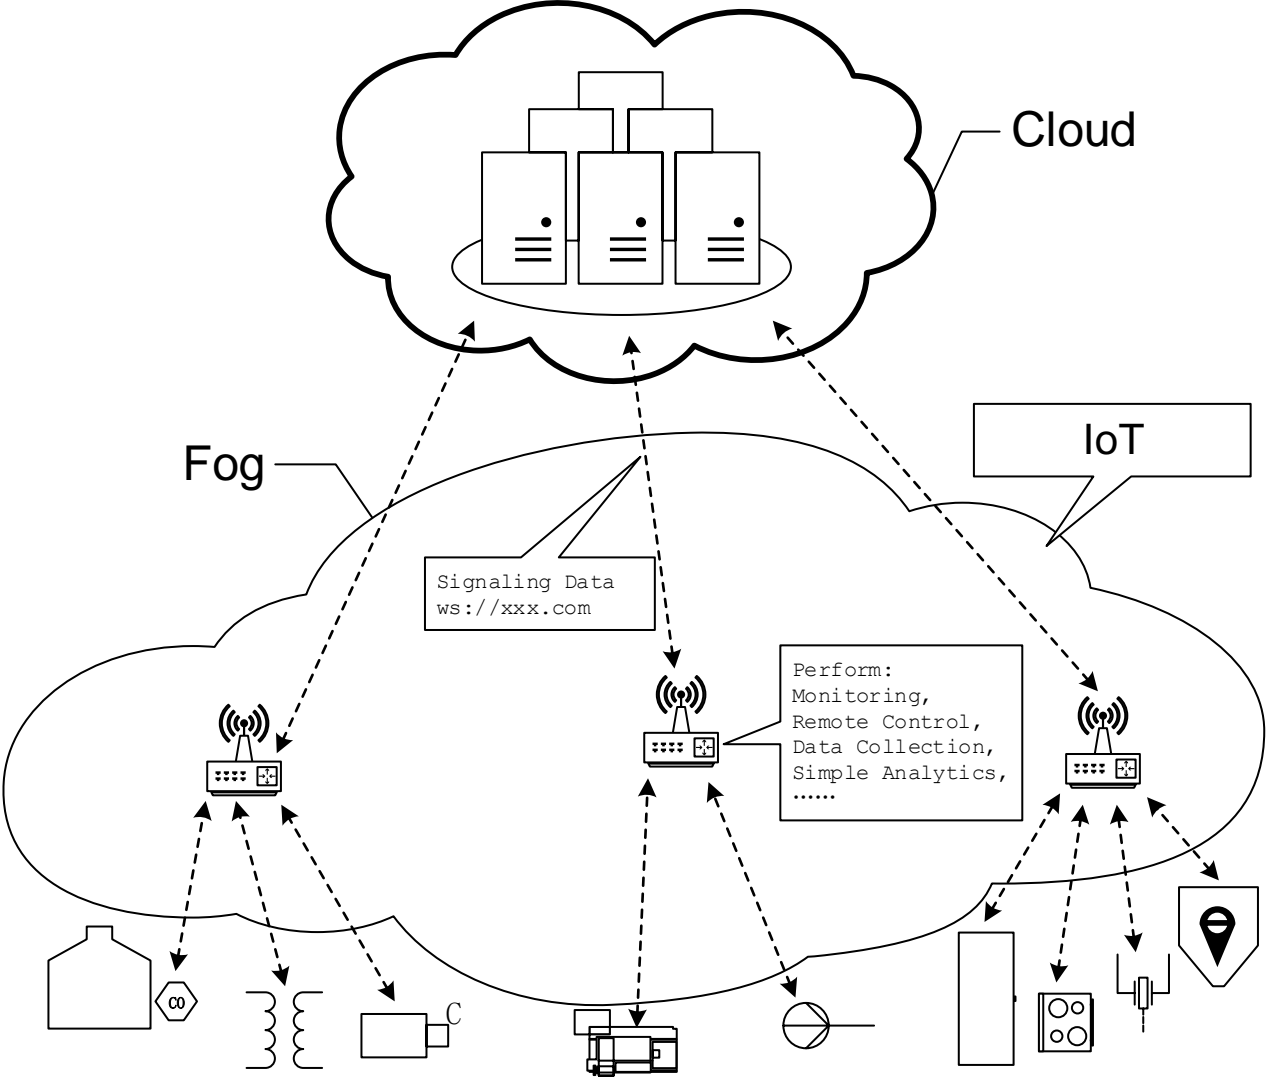 Cloud
IoT
Fog
Signaling Data
ws://xxx.com
Perform:
Monitoring,
Remote Control,
Data Collection,
Simple Analytics,
......
CO
C